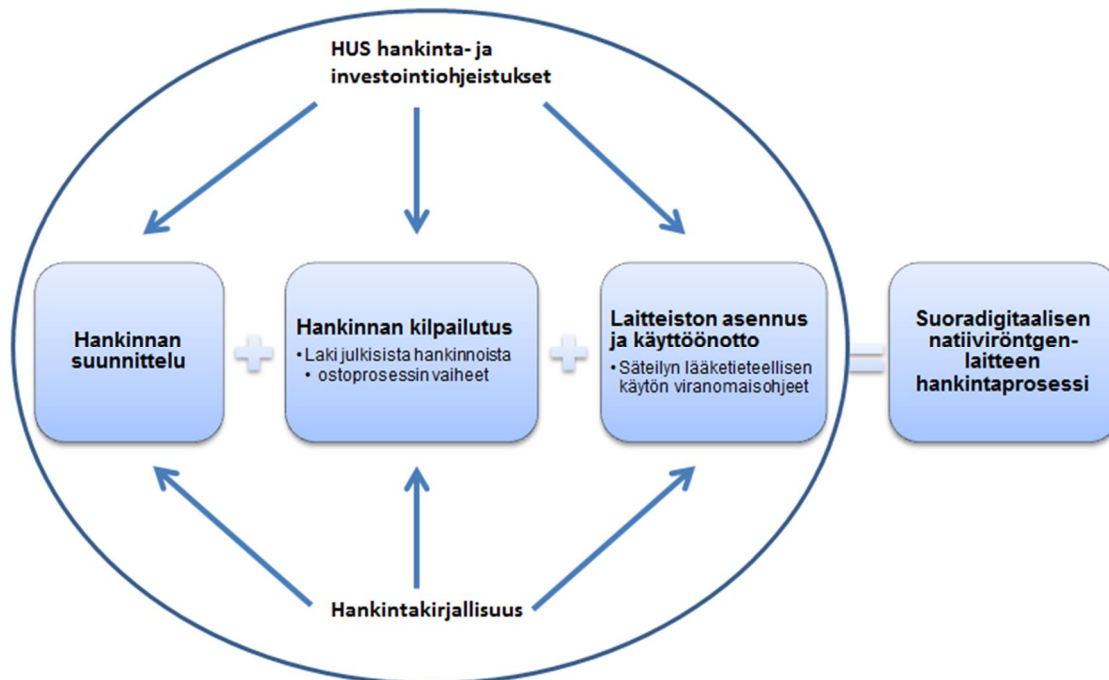 HUS hankinta- ja
investointiohjeistukset
Hankinnan
suunnittelu
Hankinnan kilpailutus
• Laki julkisista hankinnoista
• ostoprosessin vaiheet
Laitteiston asennus
ja käyttöönotto
• Säteilyn lääketieteellisen
käytön viranomaisohjeet
Suoradigitaalisen
natiiviröntgen-
laitteen
hankintaprosessi
Hankintakirjallisuus